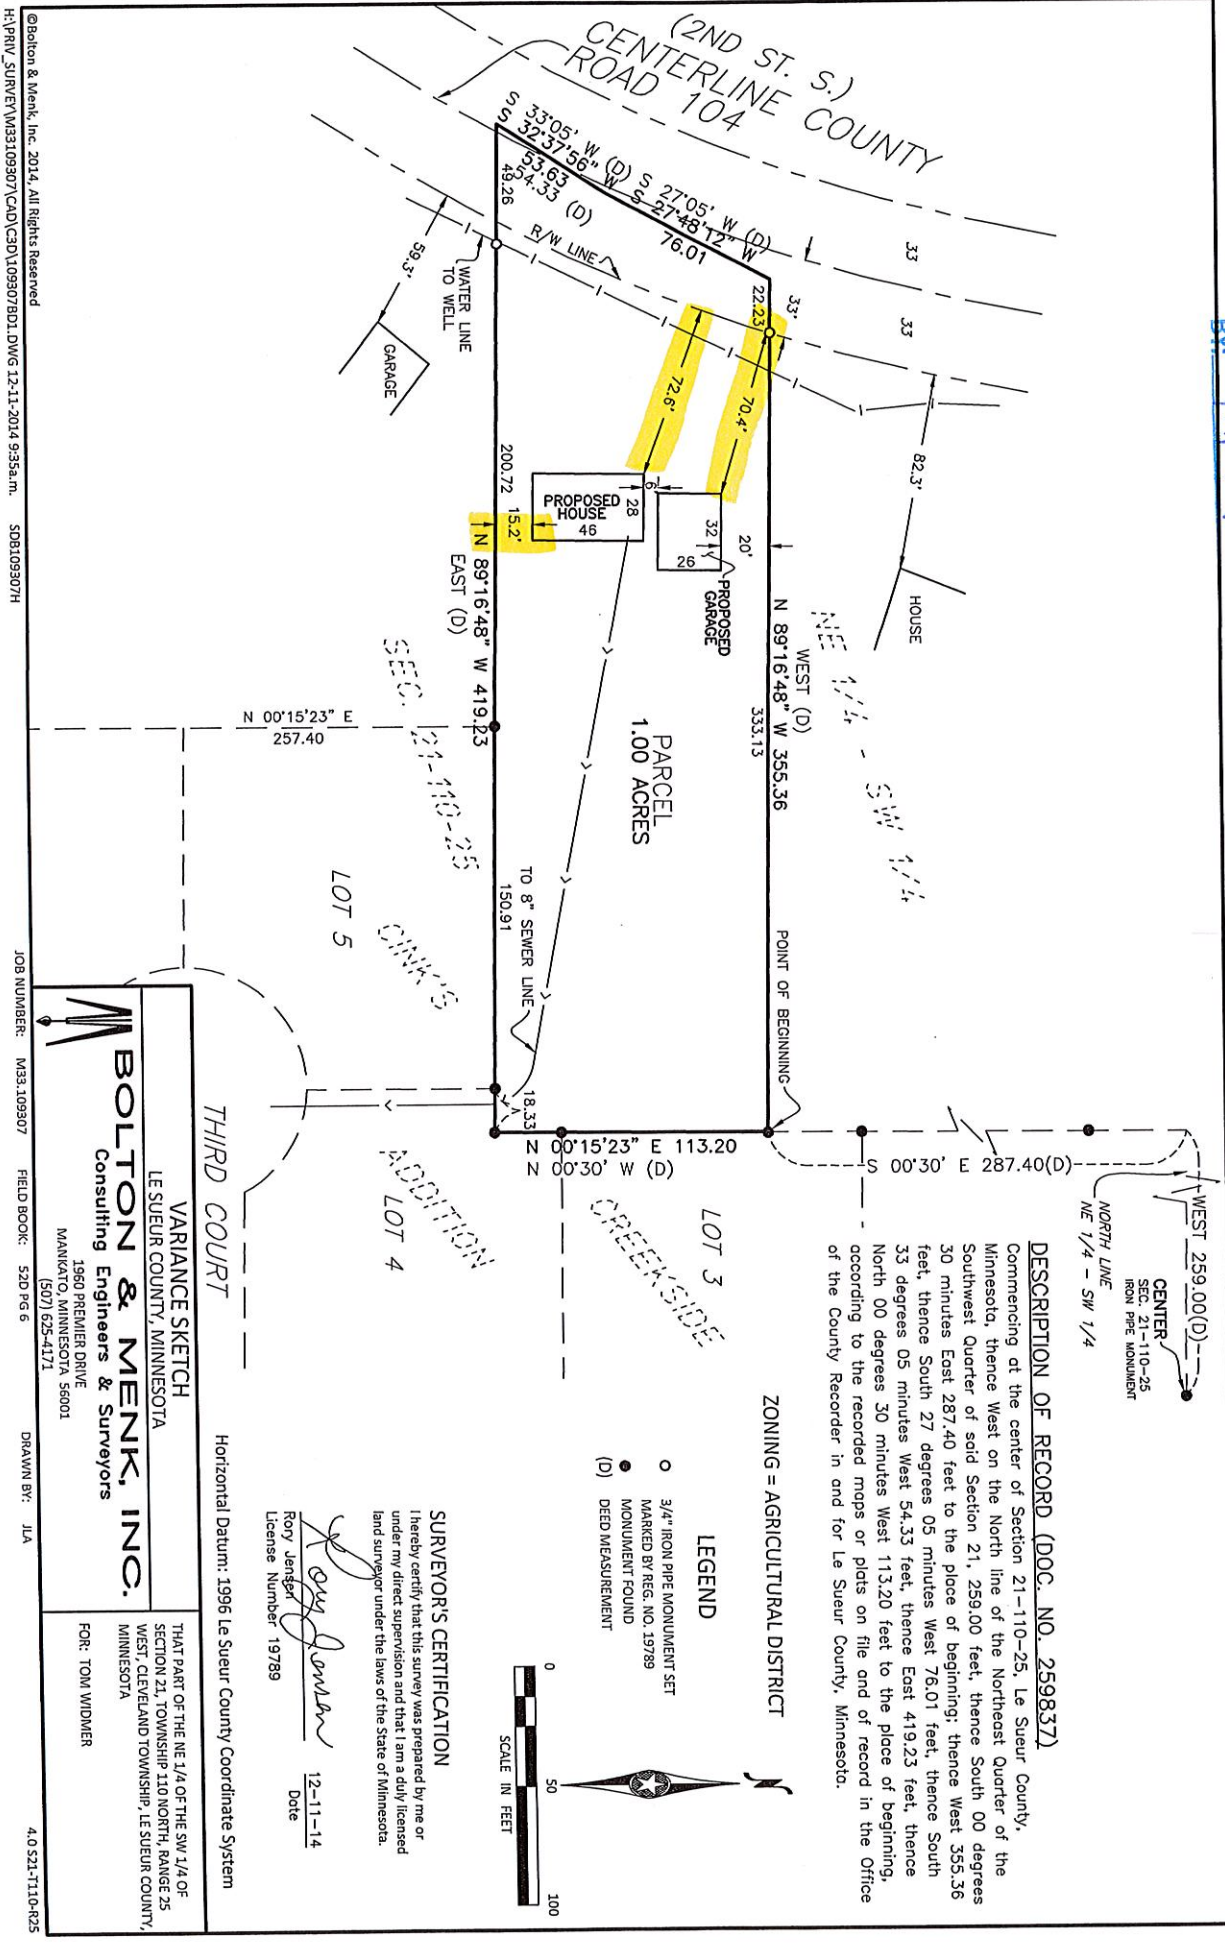 (2ND ST. S.)
CENTERLINE COUNTY
ROAD 104
S 33°05' W (D)
S 32°37'56" W
53.63
54.33 (D)
S 27°05' W (D)
S 27°48'12" W
76.01
49.26
R/W LINE
WATER LINE
TO WELL
59.3'
GARAGE
33
33
33'
22.23
82.3'
HOUSE
70.4'
72.6'
PROPOSED
HOUSE
46
28
6'
32
26
20'
PROPOSED
GARAGE
200.72
15.2'
N 89°16'48" W 419.23
EAST (D)
WEST (D)
N 89°16'48" W 355.36
333.13
NE 1/4 - SW 1/4
PARCEL
1.00 ACRES
SEC. 21-110-25
N 00°15'23" E
257.40
LOT 5
CINK'S
ADDITION
LOT 4
150.91
TO 8" SEWER LINE
18.33
POINT OF BEGINNING
N 00°15'23" E 113.20
N 00°30' W (D)
S 00°30' E 287.40(D)
LOT 3
CREEKSIDE
THIRD COURT
WEST 259.00(D)
NORTH LINE
NE 1/4 - SW 1/4
CENTER
SEC. 21-110-25
IRON PIPE MONUMENT
DESCRIPTION OF RECORD (DOC. NO. 259837)
Commencing at the center of Section 21-110-25, Le Sueur County,
Minnesota, thence West on the North line of the Northeast Quarter of the
Southwest Quarter of said Section 21, 259.00 feet, thence South 00 degrees
30 minutes East 287.40 feet to the place of beginning; thence West 355.36
feet, thence South 27 degrees 05 minutes West 76.01 feet, thence South
33 degrees 05 minutes West 54.33 feet, thence East 419.23 feet, thence
North 00 degrees 30 minutes West 113.20 feet to the place of beginning,
according to the recorded maps or plats on file and of record in the Office
of the County Recorder in and for Le Sueur County, Minnesota.
ZONING = AGRICULTURAL DISTRICT
LEGEND
3/4" IRON PIPE MONUMENT SET
MARKED BY REG. NO. 19789
MONUMENT FOUND
(D) DEED MEASUREMENT
N
0 50 100
SCALE IN FEET
SURVEYOR'S CERTIFICATION
I hereby certify that this survey was prepared by me or
under my direct supervision and that I am a duly licensed
land surveyor under the laws of the State of Minnesota.
Rory Jensen
Rory Jensen
License Number 19789
12-11-14
Date
Horizontal Datum: 1996 Le Sueur County Coordinate System
VARIANCE SKETCH
LE SUEUR COUNTY, MINNESOTA
BOLTON & MENK, INC.
Consulting Engineers & Surveyors
1960 PREMIER DRIVE
MANKATO, MINNESOTA 56001
(507) 625-4171
THAT PART OF THE NE 1/4 OF THE SW 1/4 OF
SECTION 21, TOWNSHIP 110 NORTH, RANGE 25
WEST, CLEVELAND TOWNSHIP, LE SUEUR COUNTY,
MINNESOTA
FOR: TOM WIDMER
©Bolton & Menk, Inc. 2014, All Rights Reserved
H:\PRIV_SURVEY\M33109307\CAD\C3D\109307BD1.DWG 12-11-2014 9:35a.m. SDB109307H
JOB NUMBER: M33.109307 FIELD BOOK: 52D PG 6 DRAWN BY: JLA
4.0 S21-T110-R25